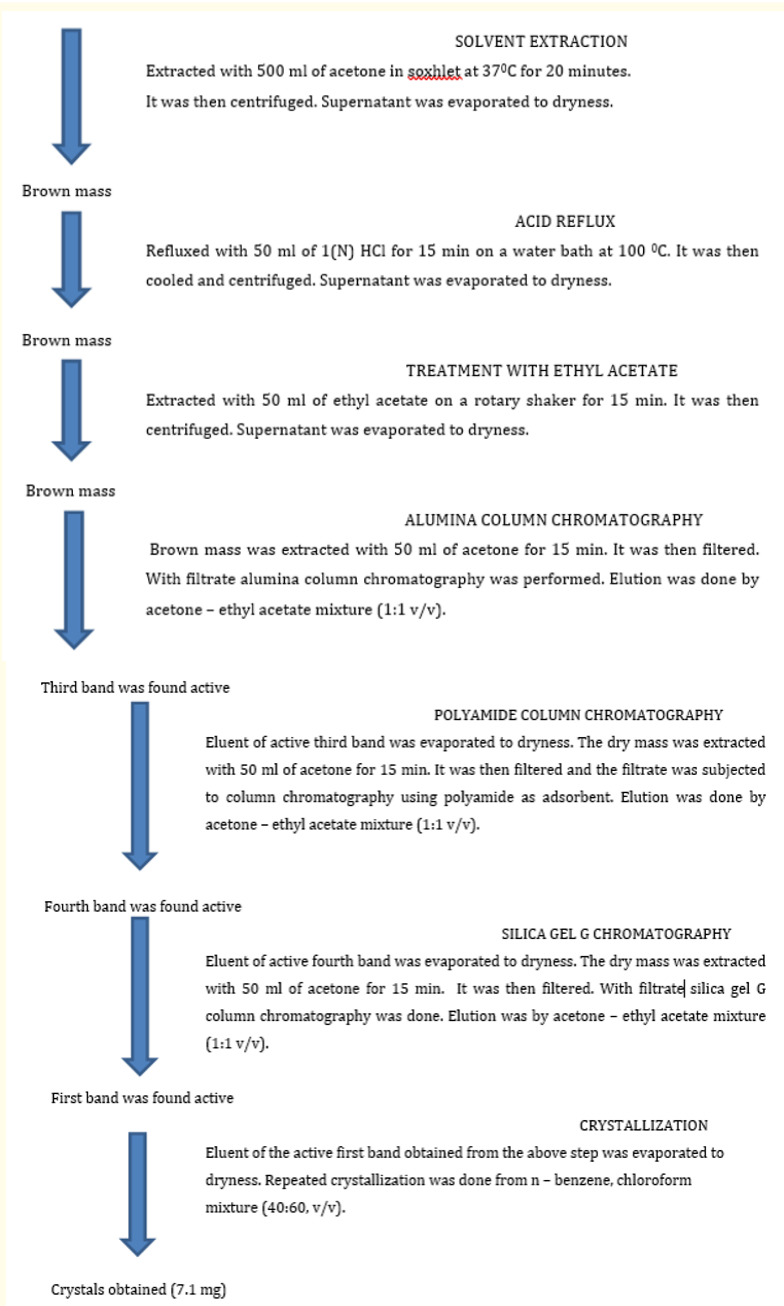 SOLVENT EXTRACTION
Extracted with 500 ml of acetone in soxhlet at 37⁰C for 20 minutes.
It was then centrifuged. Supernatant was evaporated to dryness.
Brown mass
ACID REFLUX
Refluxed with 50 ml of 1(N) HCl for 15 min on a water bath at 100 ⁰C. It was then
cooled and centrifuged. Supernatant was evaporated to dryness.
Brown mass
TREATMENT WITH ETHYL ACETATE
Extracted with 50 ml of ethyl acetate on a rotary shaker for 15 min. It was then
centrifuged. Supernatant was evaporated to dryness.
Brown mass
ALUMINA COLUMN CHROMATOGRAPHY
Brown mass was extracted with 50 ml of acetone for 15 min. It was then filtered.
With filtrate alumina column chromatography was performed. Elution was done by
acetone – ethyl acetate mixture (1:1 v/v).
Third band was found active
POLYAMIDE COLUMN CHROMATOGRAPHY
Eluent of active third band was evaporated to dryness. The dry mass was extracted
with 50 ml of acetone for 15 min. It was then filtered and the filtrate was subjected
to column chromatography using polyamide as adsorbent. Elution was done by
acetone – ethyl acetate mixture (1:1 v/v).
Fourth band was found active
SILICA GEL G CHROMATOGRAPHY
Eluent of active fourth band was evaporated to dryness. The dry mass was extracted
with 50 ml of acetone for 15 min. It was then filtered. With filtrate silica gel G
column chromatography was done. Elution was by acetone – ethyl acetate mixture
(1:1 v/v).
First band was found active
CRYSTALLIZATION
Eluent of the active first band obtained from the above step was evaporated to
dryness. Repeated crystallization was done from n – benzene, chloroform
mixture (40:60, v/v).
Crystals obtained (7.1 mg)